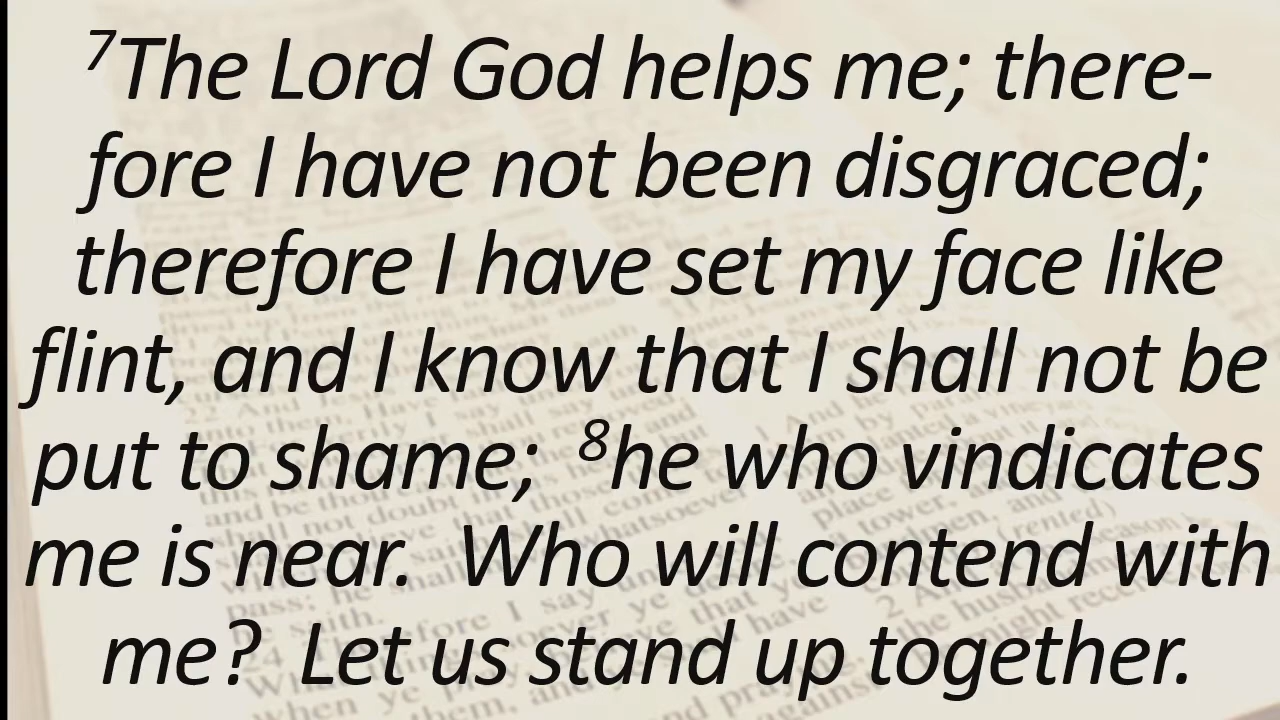 ⁷The Lord God helps me; there-
fore I have not been disgraced;
therefore I have set my face like
flint, and I know that I shall not be
put to shame; ⁸he who vindicates
me is near. Who will contend with
me? Let us stand up together.